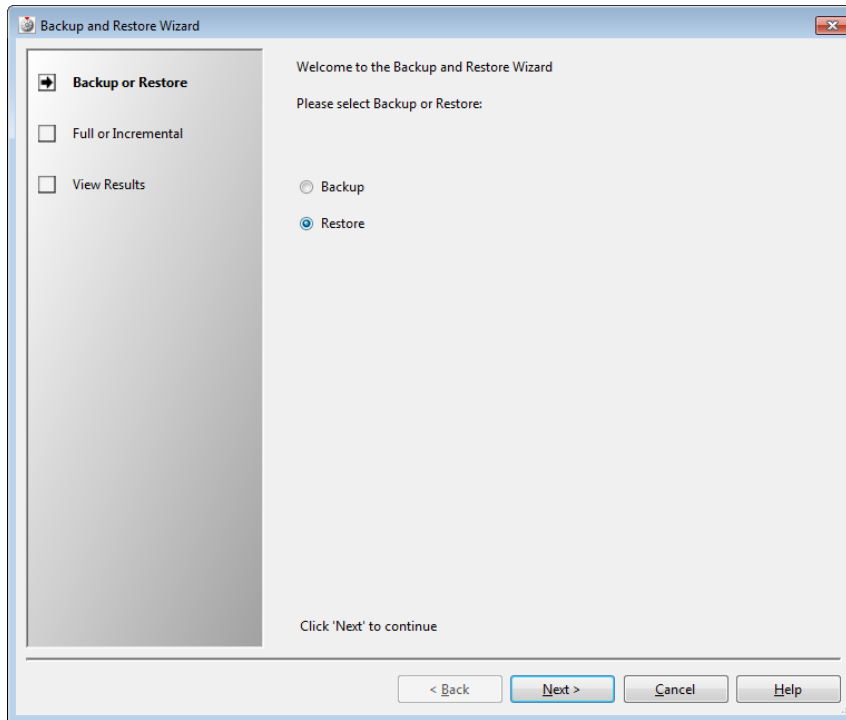 Backup and Restore Wizard
Backup or Restore
Full or Incremental
View Results
Welcome to the Backup and Restore Wizard
Please select Backup or Restore:
Backup
Restore
Click 'Next' to continue
< Back
Next >
Cancel
Help